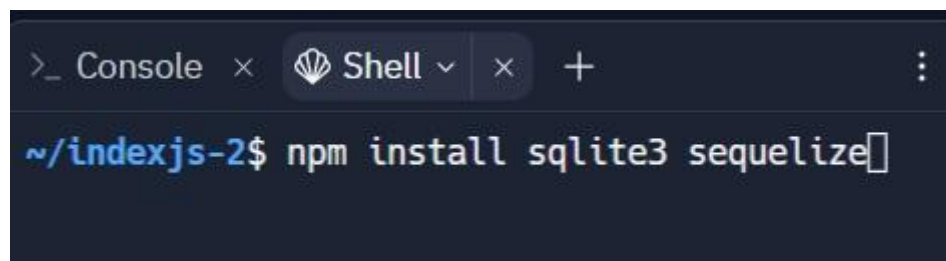 >_ Console × Shell × +
~/indexjs-2$ npm install sqlite3 sequelize